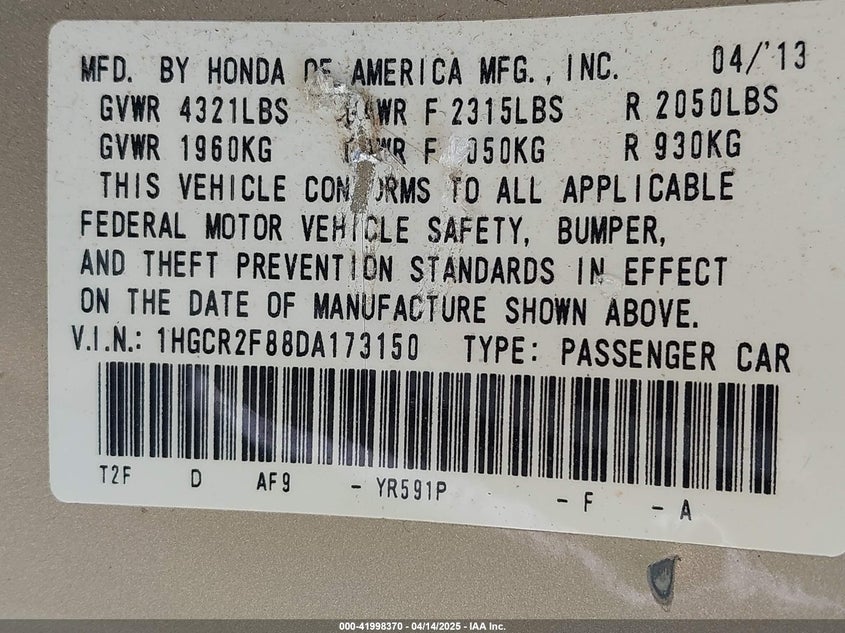 MFD. BY HONDA OF AMERICA MFG., INC. 04/'13
GVWR 4321LBS GAWR F 2315LBS R 2050LBS
GVWR 1960KG GAWR F 1050KG R 930KG
THIS VEHICLE CONFORMS TO ALL APPLICABLE
FEDERAL MOTOR VEHICLE SAFETY, BUMPER,
AND THEFT PREVENTION STANDARDS IN EFFECT
ON THE DATE OF MANUFACTURE SHOWN ABOVE.
V.I.N.: 1HGCR2F88DA173150 TYPE: PASSENGER CAR
T2F D AF9 - YR591P - F - A
000-41998370 - 04/14/2025 - IAA Inc.